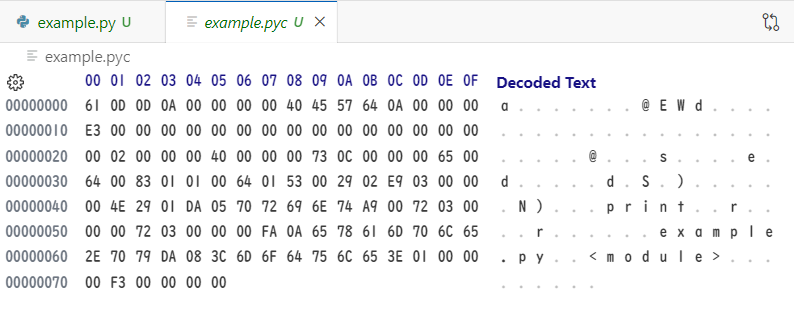 example.py U example.pyc U
example.pyc
00 01 02 03 04 05 06 07 08 09 0A 0B 0C 0D 0E 0F Decoded Text
00000000 61 0D 0D 0A 00 00 00 00 40 45 57 64 0A 00 00 00 a . . . . . . . @ E W d . . . .
00000010 E3 00 00 00 00 00 00 00 00 00 00 00 00 00 00 00 . . . . . . . . . . . . . . . .
00000020 00 02 00 00 00 40 00 00 00 73 0C 00 00 00 65 00 . . . . . @ . . . s . . . . e .
00000030 64 00 83 01 01 00 64 01 53 00 29 02 E9 03 00 00 d . . . . . d . S . ) . . . . .
00000040 00 4E 29 01 DA 05 70 72 69 6E 74 A9 00 72 03 00 . N ) . . . p r i n t . . r . .
00000050 00 00 72 03 00 00 00 FA 0A 65 78 61 6D 70 6C 65 . . r . . . . . . e x a m p l e
00000060 2E 70 79 DA 08 3C 6D 6F 64 75 6C 65 3E 01 00 00 . p y . . < m o d u l e > . . .
00000070 00 F3 00 00 00 00 . . . . . .